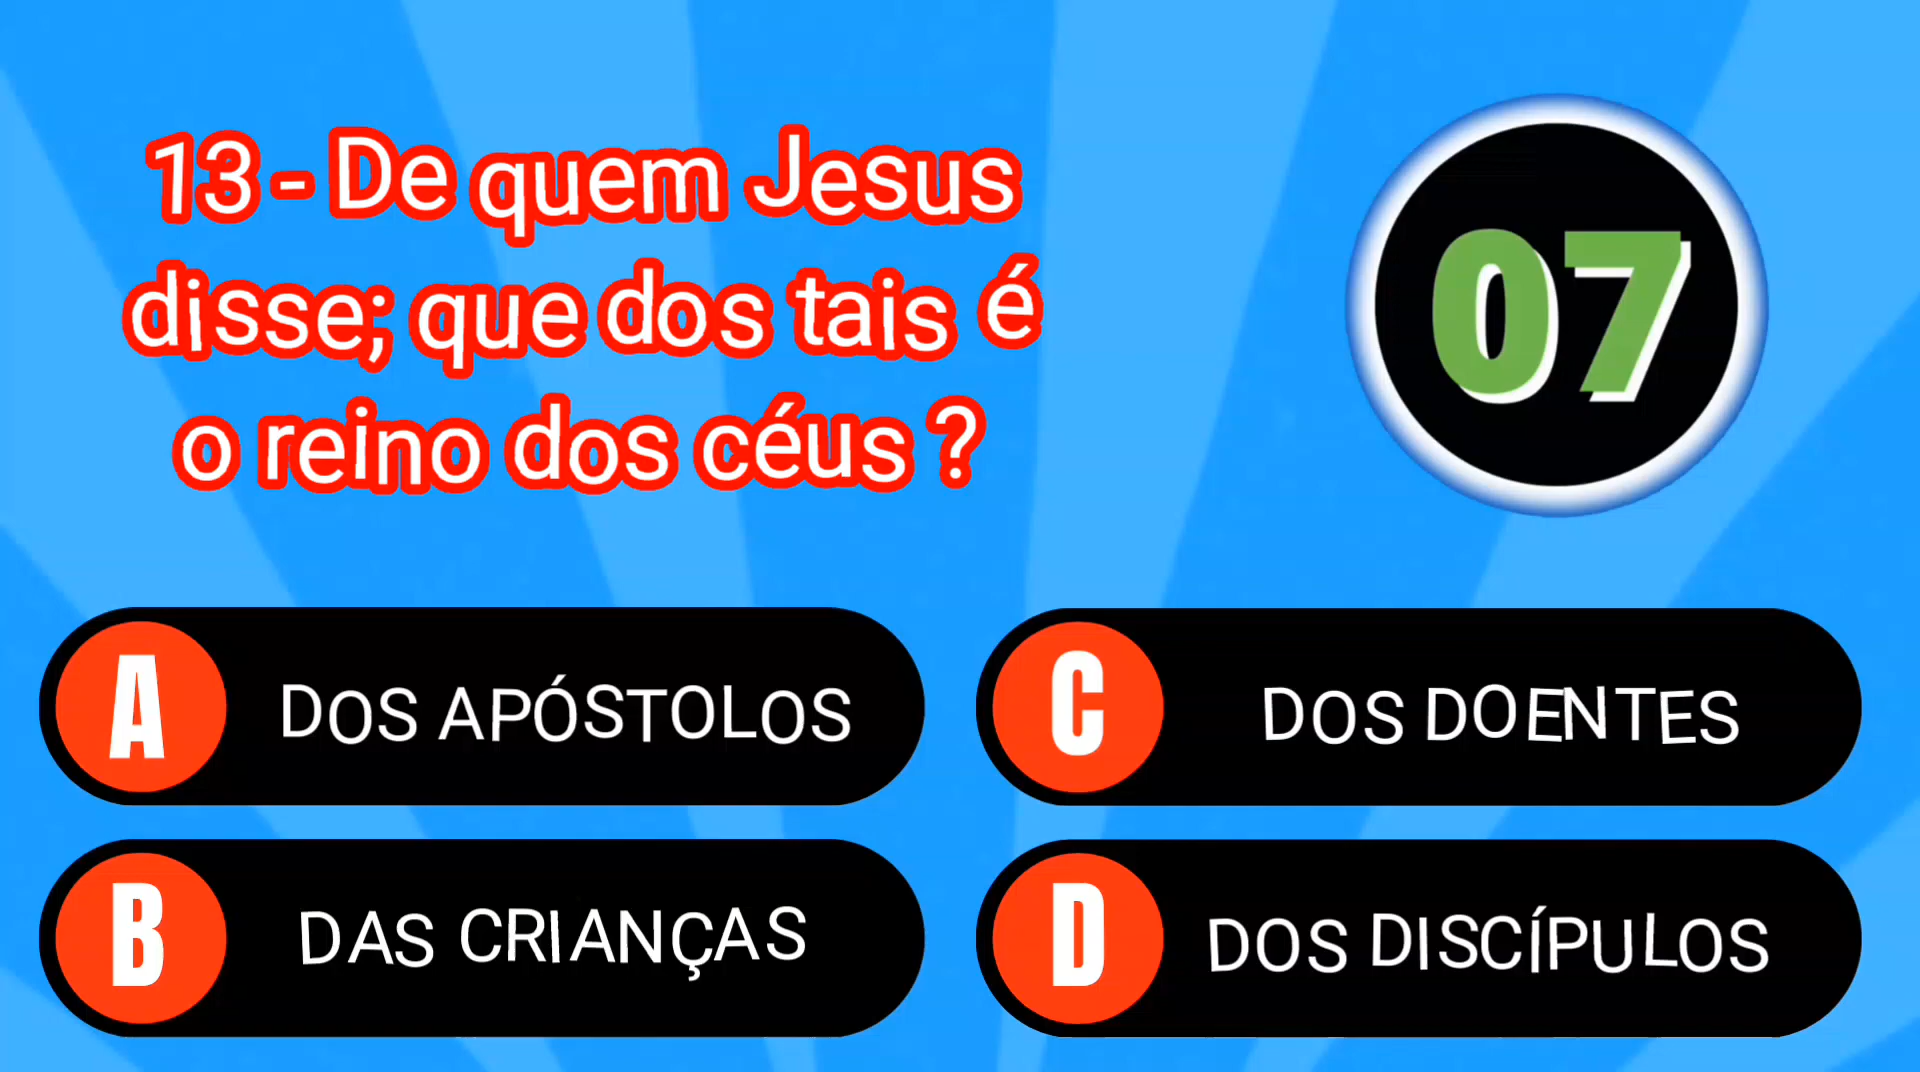 13 - De quem Jesus
disse; que dos tais é
o reino dos céus ?
07
A DOS APÓSTOLOS
C DOS DOENTES
B DAS CRIANÇAS
D DOS DISCÍPULOS